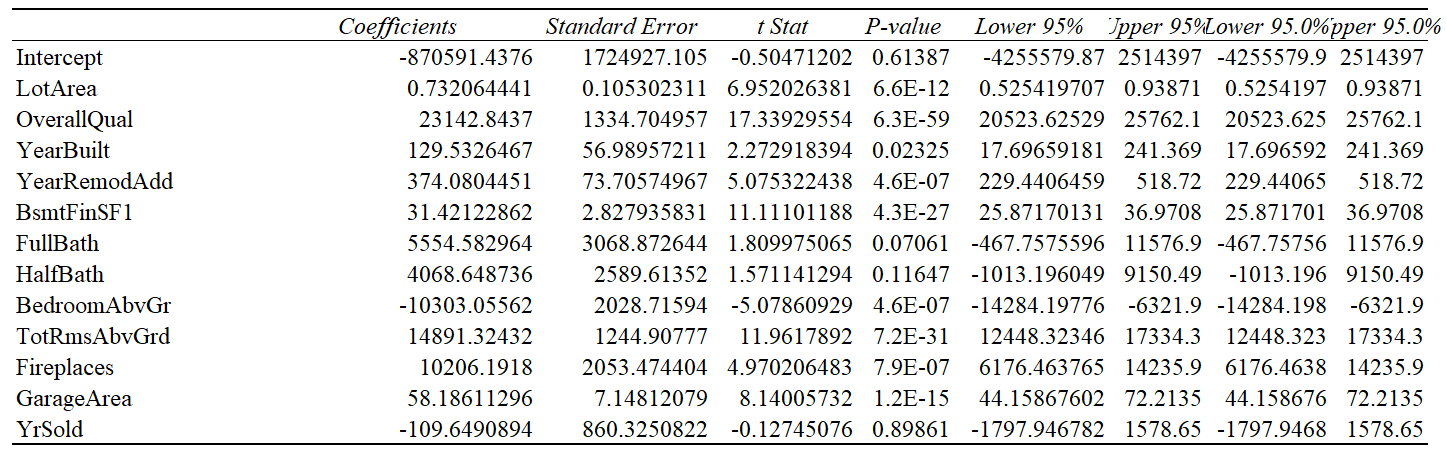 Coefficients Standard Error t Stat P-value Lower 95% Upper 95% Lower 95.0% Upper 95.0%
Intercept -870591.4376 1724927.105 -0.50471202 0.61387 -4255579.87 2514397 -4255579.9 2514397
LotArea 0.732064441 0.105302311 6.952026381 6.6E-12 0.525419707 0.93871 0.5254197 0.93871
OverallQual 23142.8437 1334.704957 17.33929554 6.3E-59 20523.62529 25762.1 20523.625 25762.1
YearBuilt 129.5326467 56.98957211 2.272918394 0.02325 17.69659181 241.369 17.696592 241.369
YearRemodAdd 374.0804451 73.70574967 5.075322438 4.6E-07 229.4406459 518.72 229.44065 518.72
BsmtFinSF1 31.42122862 2.827935831 11.11101188 4.3E-27 25.87170131 36.9708 25.871701 36.9708
FullBath 5554.582964 3068.872644 1.809975065 0.07061 -467.7575596 11576.9 -467.75756 11576.9
HalfBath 4068.648736 2589.61352 1.571141294 0.11647 -1013.196049 9150.49 -1013.196 9150.49
BedroomAbvGr -10303.05562 2028.71594 -5.07860929 4.6E-07 -14284.19776 -6321.9 -14284.198 -6321.9
TotRmsAbvGrd 14891.32432 1244.90777 11.9617892 7.2E-31 12448.32346 17334.3 12448.323 17334.3
Fireplaces 10206.1918 2053.474404 4.970206483 7.9E-07 6176.463765 14235.9 6176.4638 14235.9
GarageArea 58.18611296 7.14812079 8.14005732 1.2E-15 44.15867602 72.2135 44.158676 72.2135
YrSold -109.6490894 860.3250822 -0.12745076 0.89861 -1797.946782 1578.65 -1797.9468 1578.65